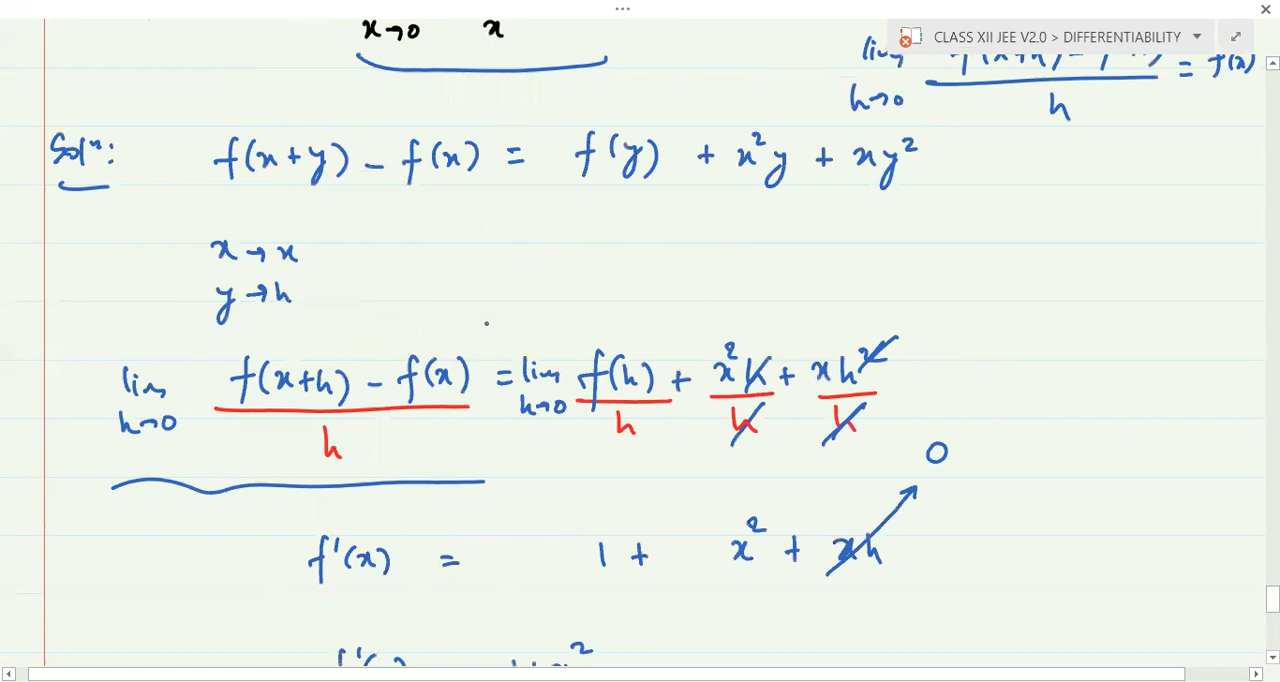 x→0 x
CLASS XII JEE V2.0 > DIFFERENTIABILITY
lim
h→0 h = f'(x)
Solⁿ: f(x+y) - f(x) = f(y) + x²y + xy²
x → x
y → h
lim h→0 f(x+h) - f(x) / h = lim h→0 f(h) / h + x²h / h + xh² / h
0
f'(x) = 1 + x² + xh